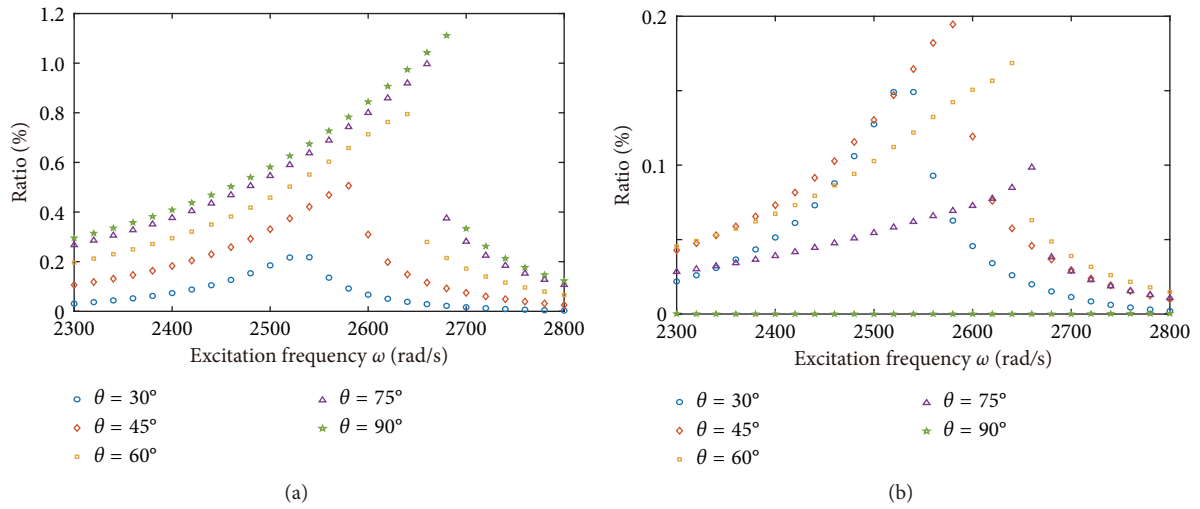 1.2
1.0
0.8
0.6
0.4
0.2
0
Ratio (%)
2300 2400 2500 2600 2700 2800
Excitation frequency ω (rad/s)
θ = 30°
θ = 45°
θ = 60°
θ = 75°
θ = 90°
(a)
0.2
0.1
0
Ratio (%)
2300 2400 2500 2600 2700 2800
Excitation frequency ω (rad/s)
θ = 30°
θ = 45°
θ = 60°
θ = 75°
θ = 90°
(b)